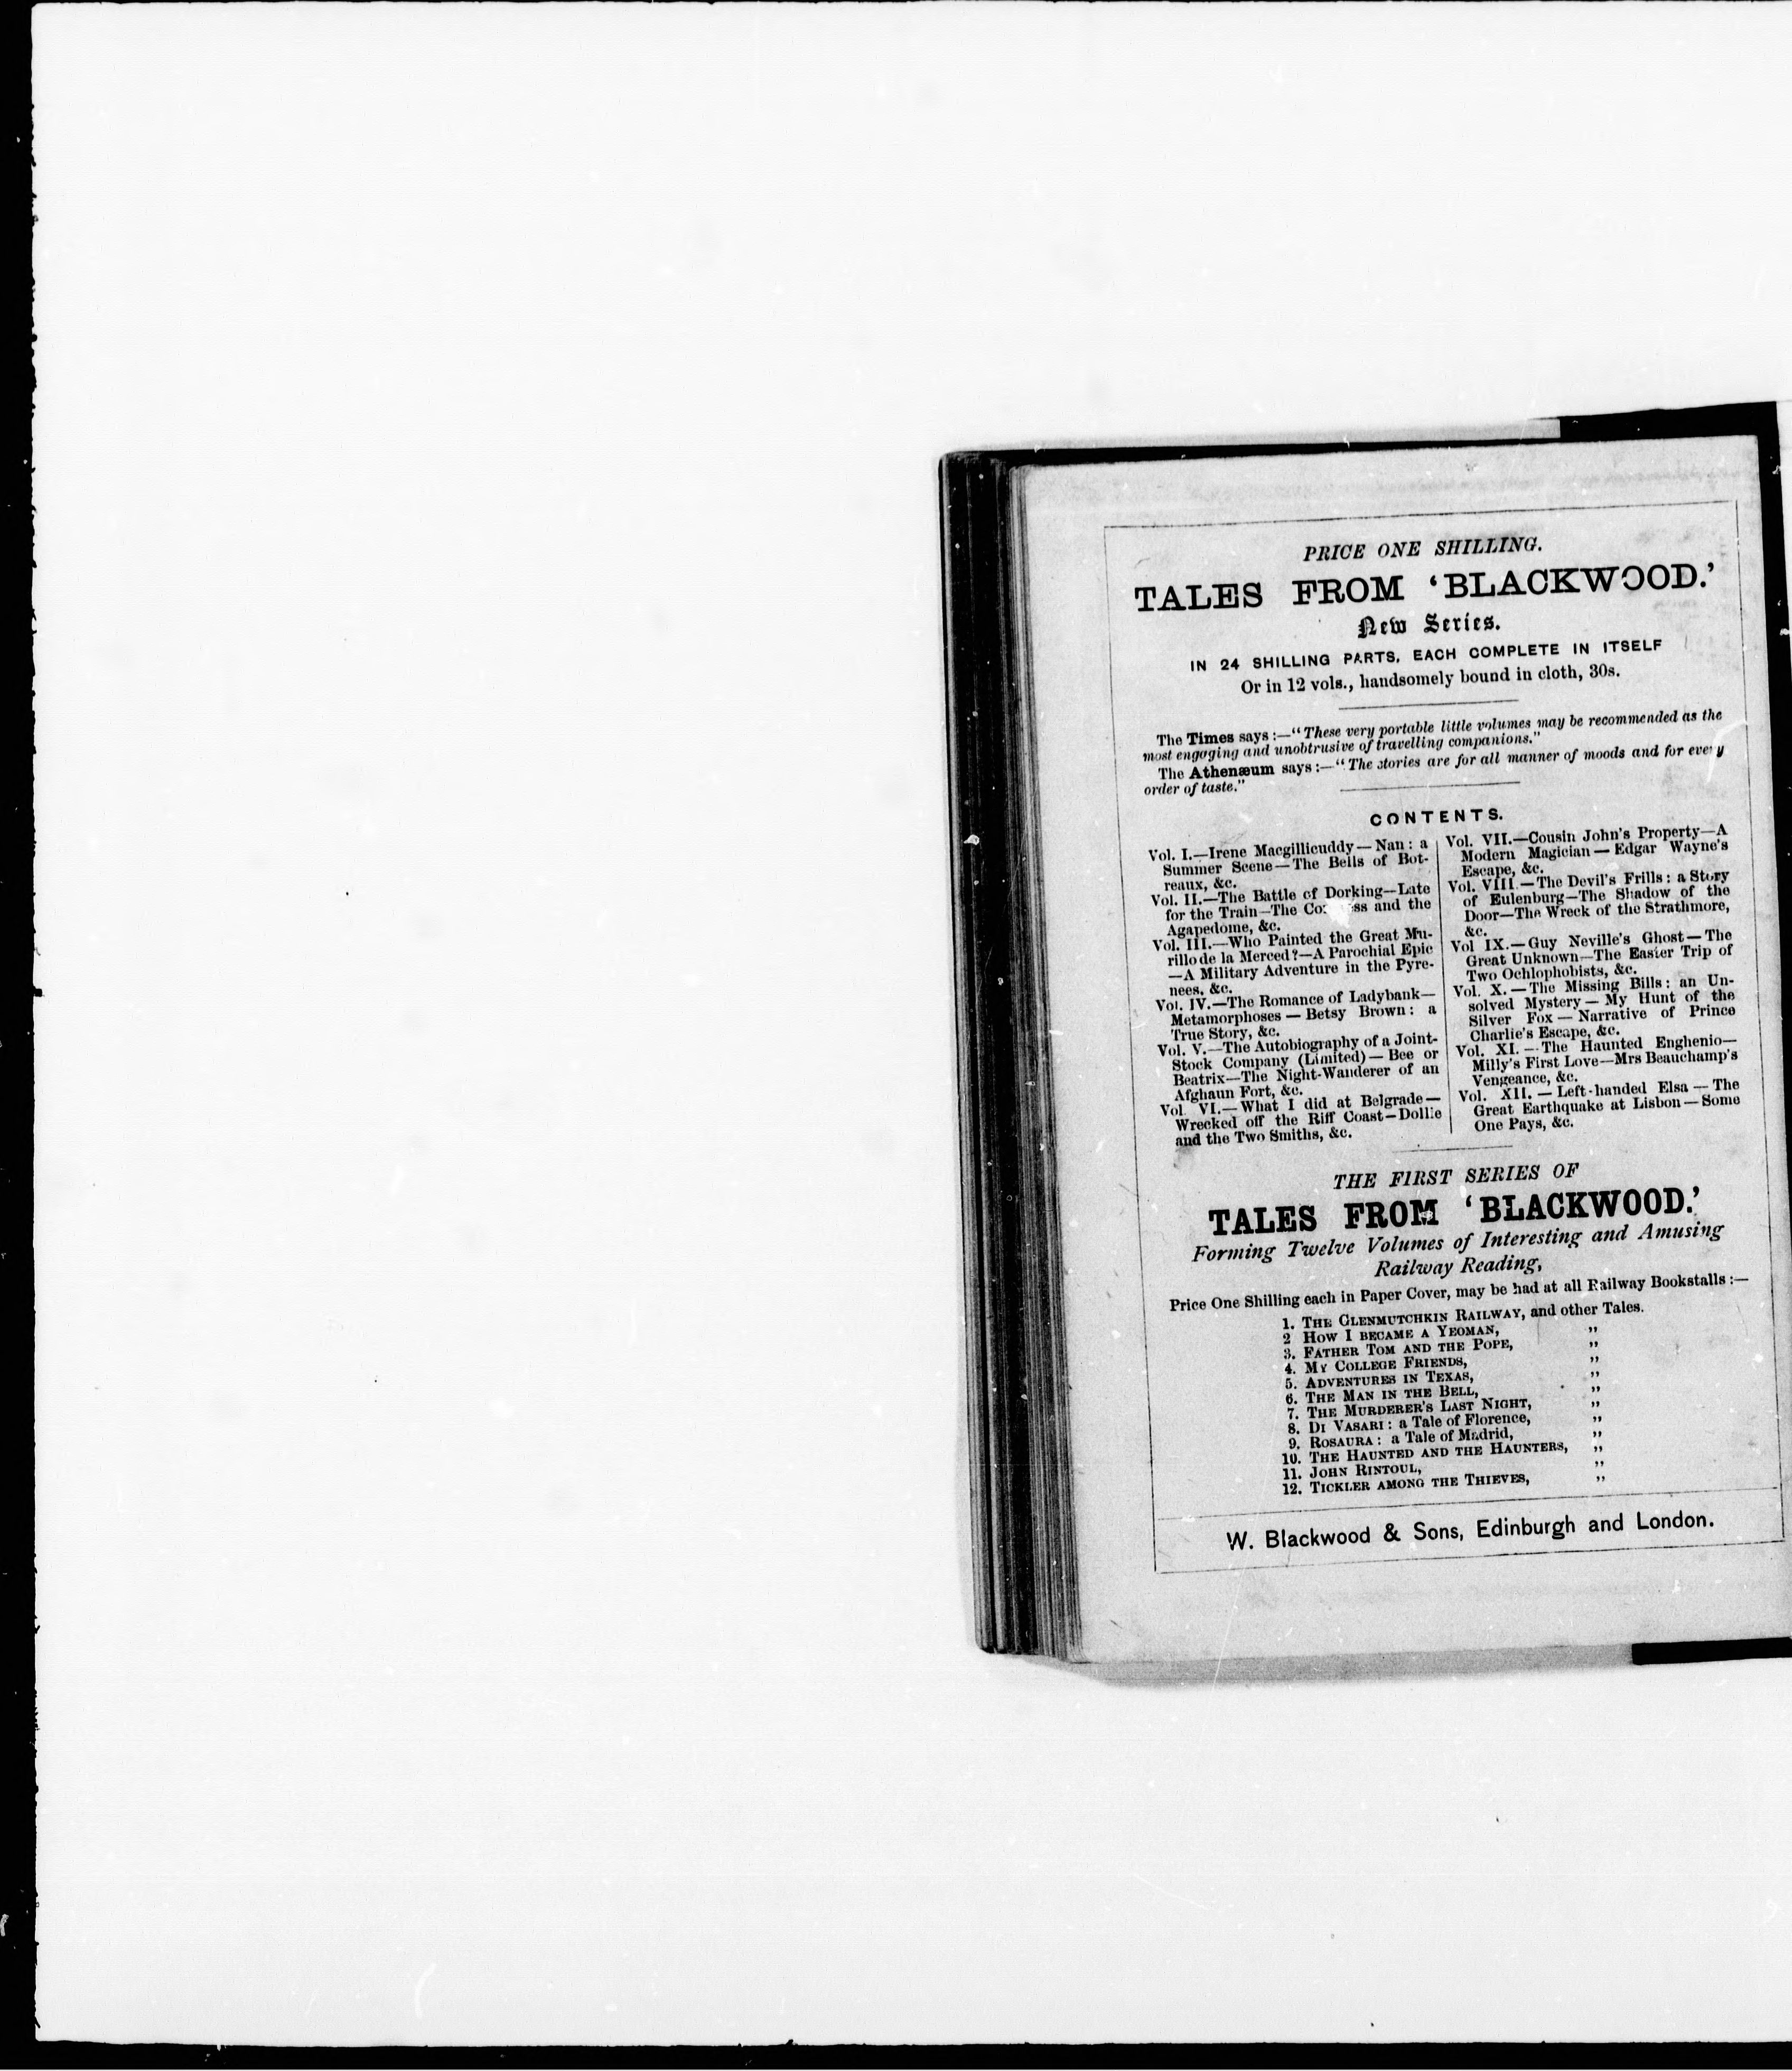 PRICE ONE SHILLING.
TALES FROM ‘BLACKWOOD.’
New Series.
IN 24 SHILLING PARTS, EACH COMPLETE IN ITSELF
Or in 12 vols., handsomely bound in cloth, 30s.
The Times says:—“These very portable little volumes may be recommended as the
most engaging and unobtrusive of travelling companions.”
The Athenæum says:—“The stories are for all manner of moods and for every
order of taste.”
CONTENTS.
Vol. I.—Irene Macgillicuddy—Nan: a
Summer Scene—The Bells of Bot-
reaux, &c.
Vol. II.—The Battle of Dorking—Late
for the Train—The and the
Agapedome, &c.
Vol. III.—Who Painted the Great Mu-
rillo de la Merced?—A Parochial Epic
—A Military Adventure in the Pyre-
nees, &c.
Vol. IV.—The Romance of Ladybank—
Metamorphoses—Betsy Brown: a
True Story, &c.
Vol. V.—The Autobiography of a Joint-
Stock Company (Limited)—Bee or
Beatrix—The Night-Wanderer of an
Afghaun Fort, &c.
Vol. VI.—What I did at Belgrade—
Wrecked off the Riff Coast—Dollie
and the Two Smiths, &c.
Vol. VII.—Cousin John's Property—A
Modern Magician—Edgar Wayne's
Escape, &c.
Vol. VIII.—The Devil's Frills: a Story
of Eulenburg—The Shadow of the
Door—The Wreck of the Strathmore,
&c.
Vol IX.—Guy Neville's Ghost—The
Great Unknown—The Easter Trip of
Two Ochlophobists, &c.
Vol. X.—The Missing Bills: an Un-
solved Mystery—My Hunt of the
Silver Fox—Narrative of Prince
Charlie's Escape, &c.
Vol. XI.—The Haunted Enghenio—
Milly's First Love—Mrs Beauchamp's
Vengeance, &c.
Vol. XII.—Left-handed Elsa—The
Great Earthquake at Lisbon—Some
One Pays, &c.
THE FIRST SERIES OF
TALES FROM ‘BLACKWOOD.’
Forming Twelve Volumes of Interesting and Amusing
Railway Reading,
Price One Shilling each in Paper Cover, may be had at all Railway Bookstalls:—
1. THE GLENMUTCHKIN RAILWAY, and other Tales.
2 HOW I BECAME A YEOMAN, ”
3. FATHER TOM AND THE POPE, ”
4. MY COLLEGE FRIENDS, ”
5. ADVENTURES IN TEXAS, ”
6. THE MAN IN THE BELL, ”
7. THE MURDERER'S LAST NIGHT, ”
8. DI VASARI: a Tale of Florence, ”
9. ROSAURA: a Tale of Madrid, ”
10. THE HAUNTED AND THE HAUNTERS, ”
11. JOHN RINTOUL, ”
12. TICKLER AMONG THE THIEVES, ”
W. Blackwood & Sons, Edinburgh and London.